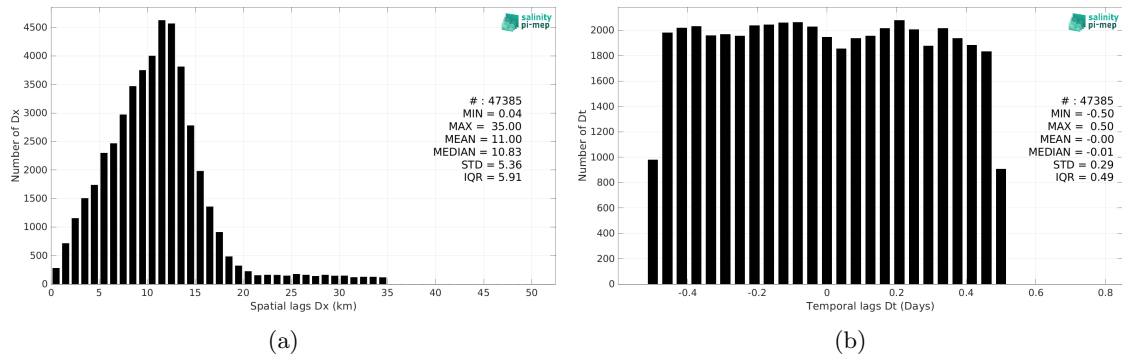 4500
4000
3500
3000
2500
2000
1500
1000
500
0
Number of Dx
salinity
pi-mep
# : 47385
MIN = 0.04
MAX = 35.00
MEAN = 11.00
MEDIAN = 10.83
STD = 5.36
IQR = 5.91
0 5 10 15 20 25 30 35 40 45 50
Spatial lags Dx (km)
(a)
2000
1800
1600
1400
1200
1000
800
600
400
200
0
Number of Dt
salinity
pi-mep
# : 47385
MIN = -0.50
MAX = 0.50
MEAN = -0.00
MEDIAN = -0.01
STD = 0.29
IQR = 0.49
-0.4 -0.2 0 0.2 0.4 0.6 0.8
Temporal lags Dt (Days)
(b)